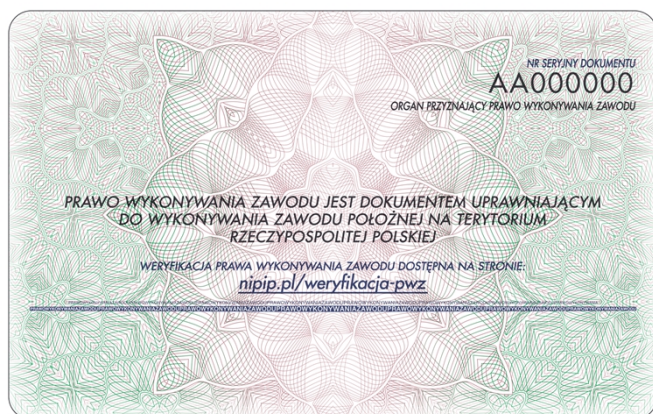 NR SERYJNY DOKUMENTU
AA000000
ORGAN PRZYZNAJĄCY PRAWO WYKONYWANIA ZAWODU
PRAWO WYKONYWANIA ZAWODU JEST DOKUMENTEM UPRAWNIAJĄCYM
DO WYKONYWANIA ZAWODU POŁOŻNEJ NA TERYTORIUM
RZECZYPOSPOLITEJ POLSKIEJ
WERYFIKACJA PRAWA WYKONYWANIA ZAWODU DOSTĘPNA NA STRONIE:
nipip.pl/weryfikacja-pwz